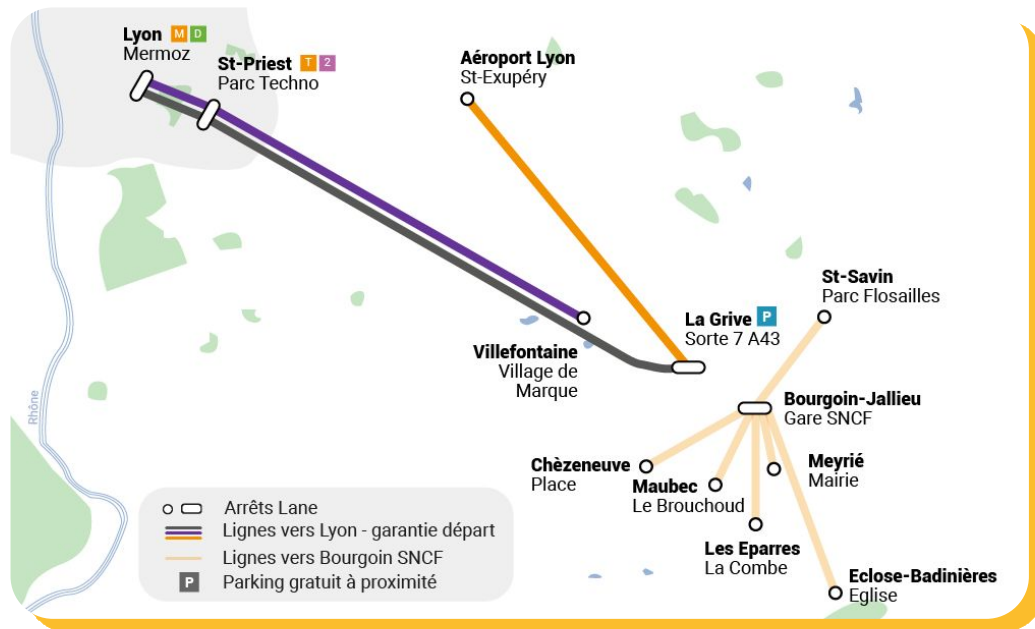 Lyon M D
Mermoz
St-Priest T 2
Parc Techno
Aéroport Lyon
St-Exupéry
St-Savin
Parc Flosailles
La Grive P
Sorte 7 A43
Villefontaine
Village de
Marque
Rhône
Bourgoin-Jallieu
Gare SNCF
Chèzeneuve
Place
Maubec
Le Brouchoud
Meyrié
Mairie
Les Eparres
La Combe
Eclose-Badinières
Eglise
Arrêts Lane
Lignes vers Lyon - garantie départ
Lignes vers Bourgoin SNCF
P Parking gratuit à proximité